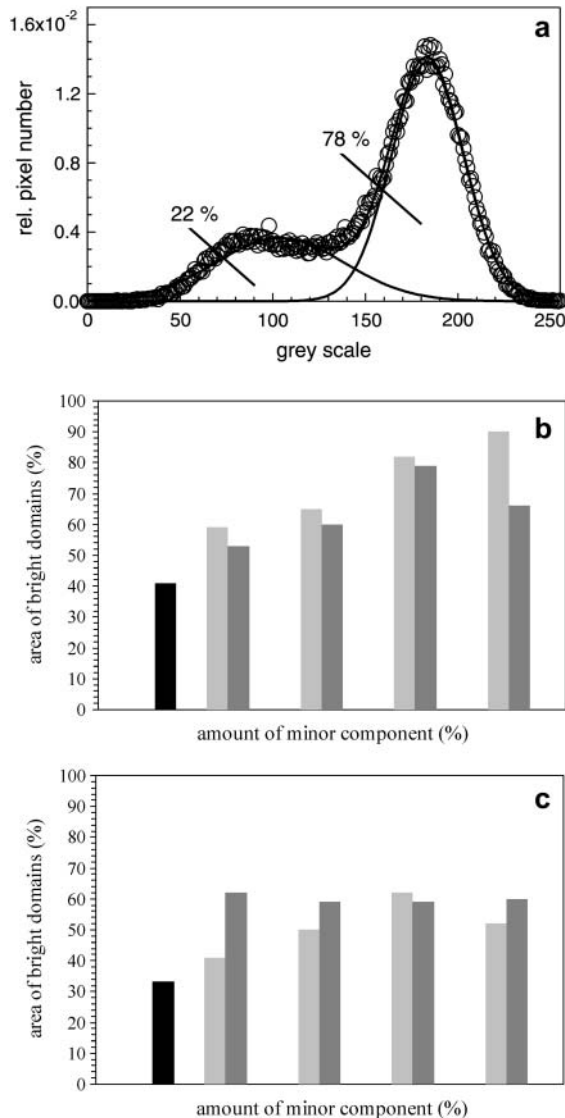 a
1.6x10⁻²
1.2
0.8
0.4
0.0
rel. pixel number
78 %
22 %
0 50 100 150 200 250
grey scale
b
100
90
80
70
60
50
40
30
20
10
0
area of bright domains (%)
amount of minor component (%)
c
100
90
80
70
60
50
40
30
20
10
0
area of bright domains (%)
amount of minor component (%)